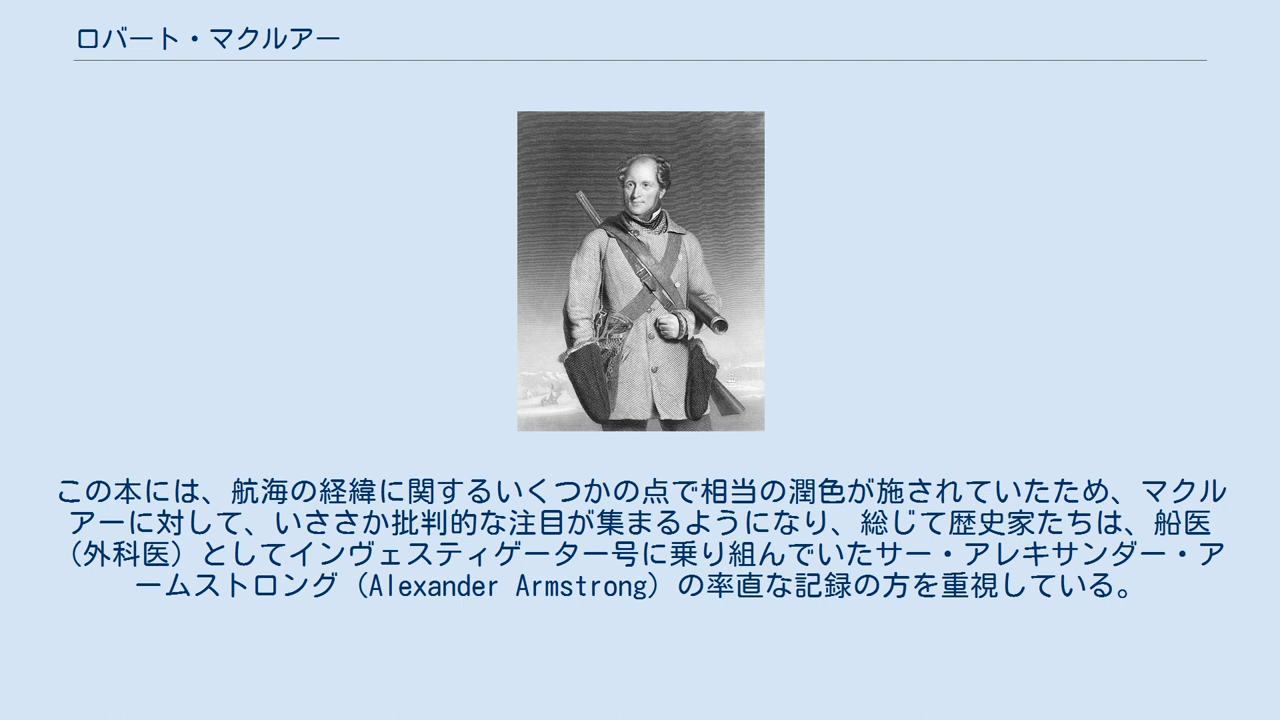 ロバート・マクルアー
この本には、航海の経緯に関するいくつかの点で相当の潤色が施されていたため、マクル
アーに対して、いささか批判的な注目が集まるようになり、総じて歴史家たちは、船医
（外科医）としてインヴェスティゲーター号に乗り組んでいたサー・アレキサンダー・ア
ームストロング（Alexander Armstrong）の率直な記録の方を重視している。